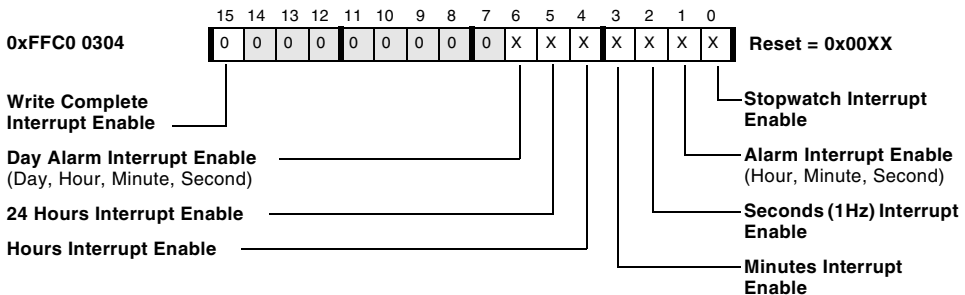 15 14 13 12 11 10 9 8 7 6 5 4 3 2 1 0
0xFFC0 0304 0 0 0 0 0 0 0 0 0 X X X X X X X Reset = 0x00XX
Write Complete
Interrupt Enable
Day Alarm Interrupt Enable
(Day, Hour, Minute, Second)
24 Hours Interrupt Enable
Hours Interrupt Enable
Stopwatch Interrupt
Enable
Alarm Interrupt Enable
(Hour, Minute, Second)
Seconds (1Hz) Interrupt
Enable
Minutes Interrupt
Enable